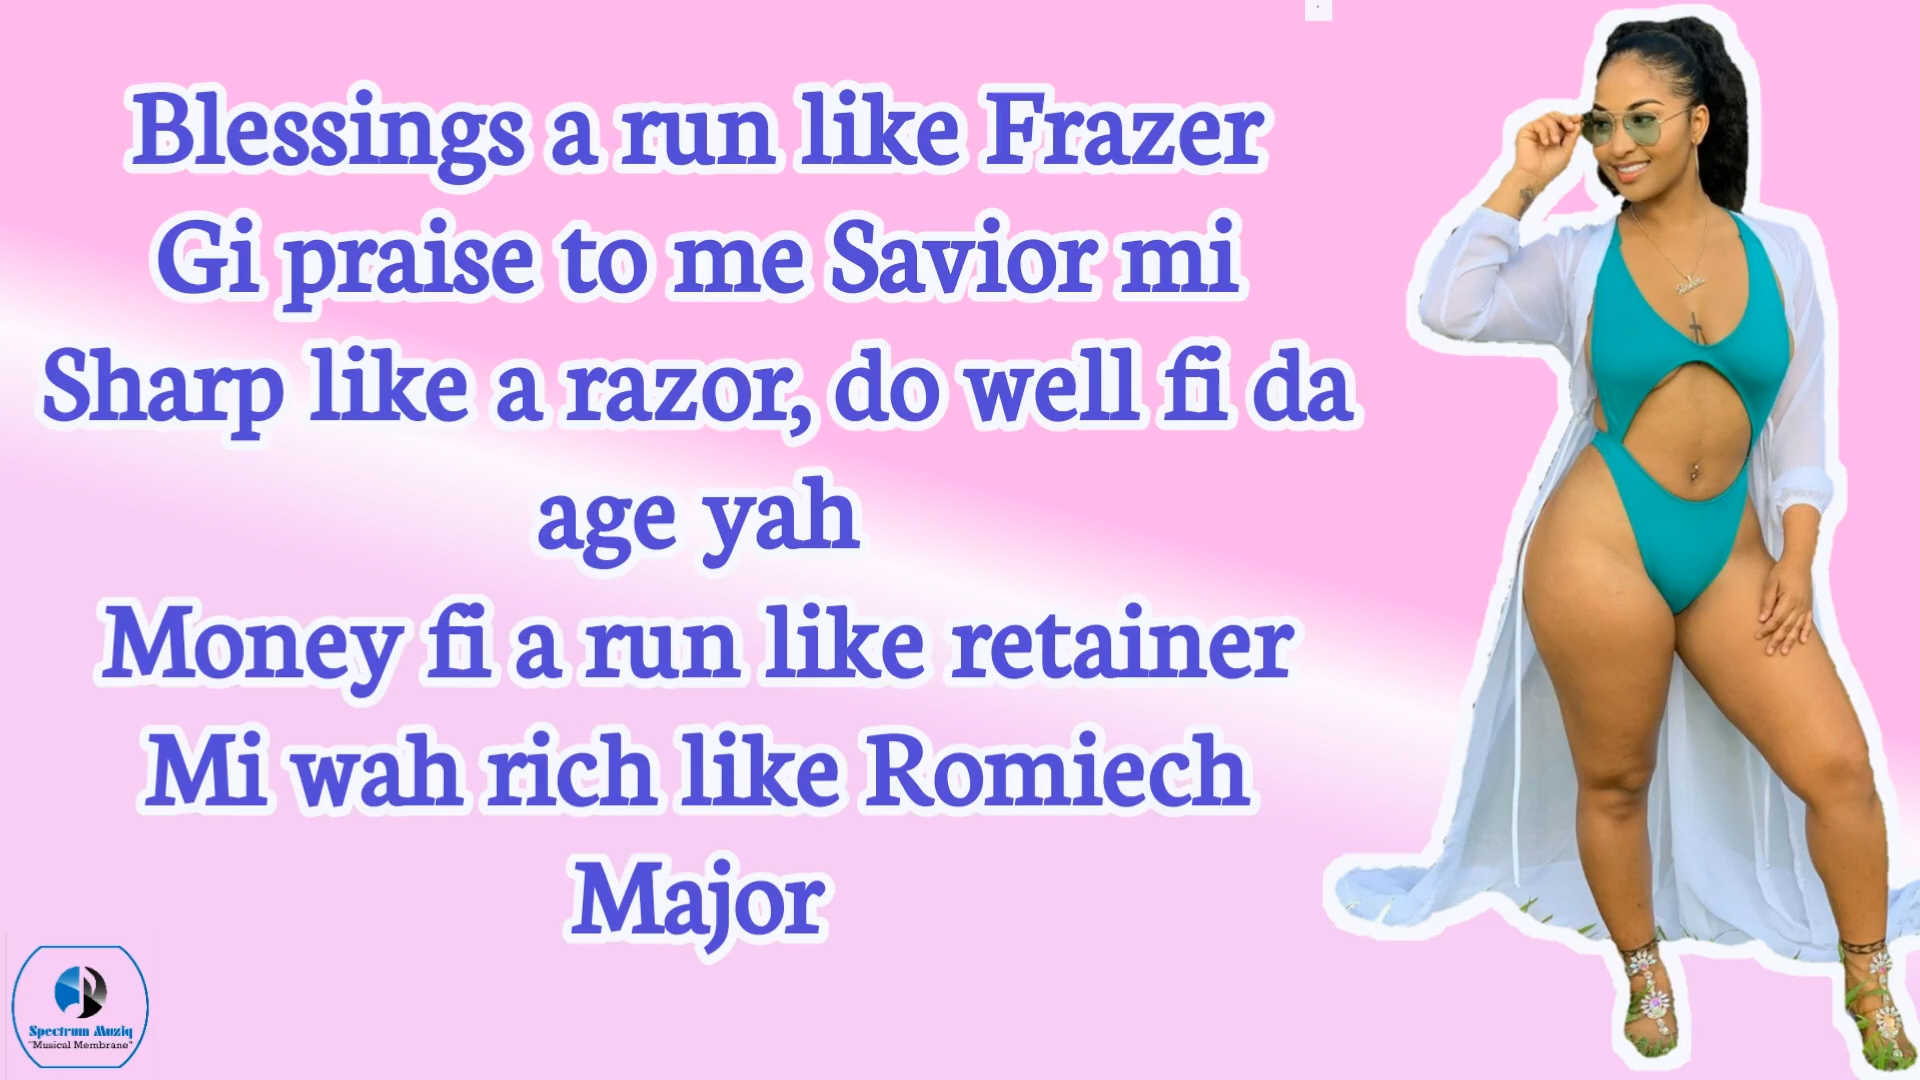 Blessings a run like Frazer
Gi praise to me Savior mi
Sharp like a razor, do well fi da
age yah
Money fi a run like retainer
Mi wah rich like Romiech
Major
Spectrum Muziq
"Musical Membrane"